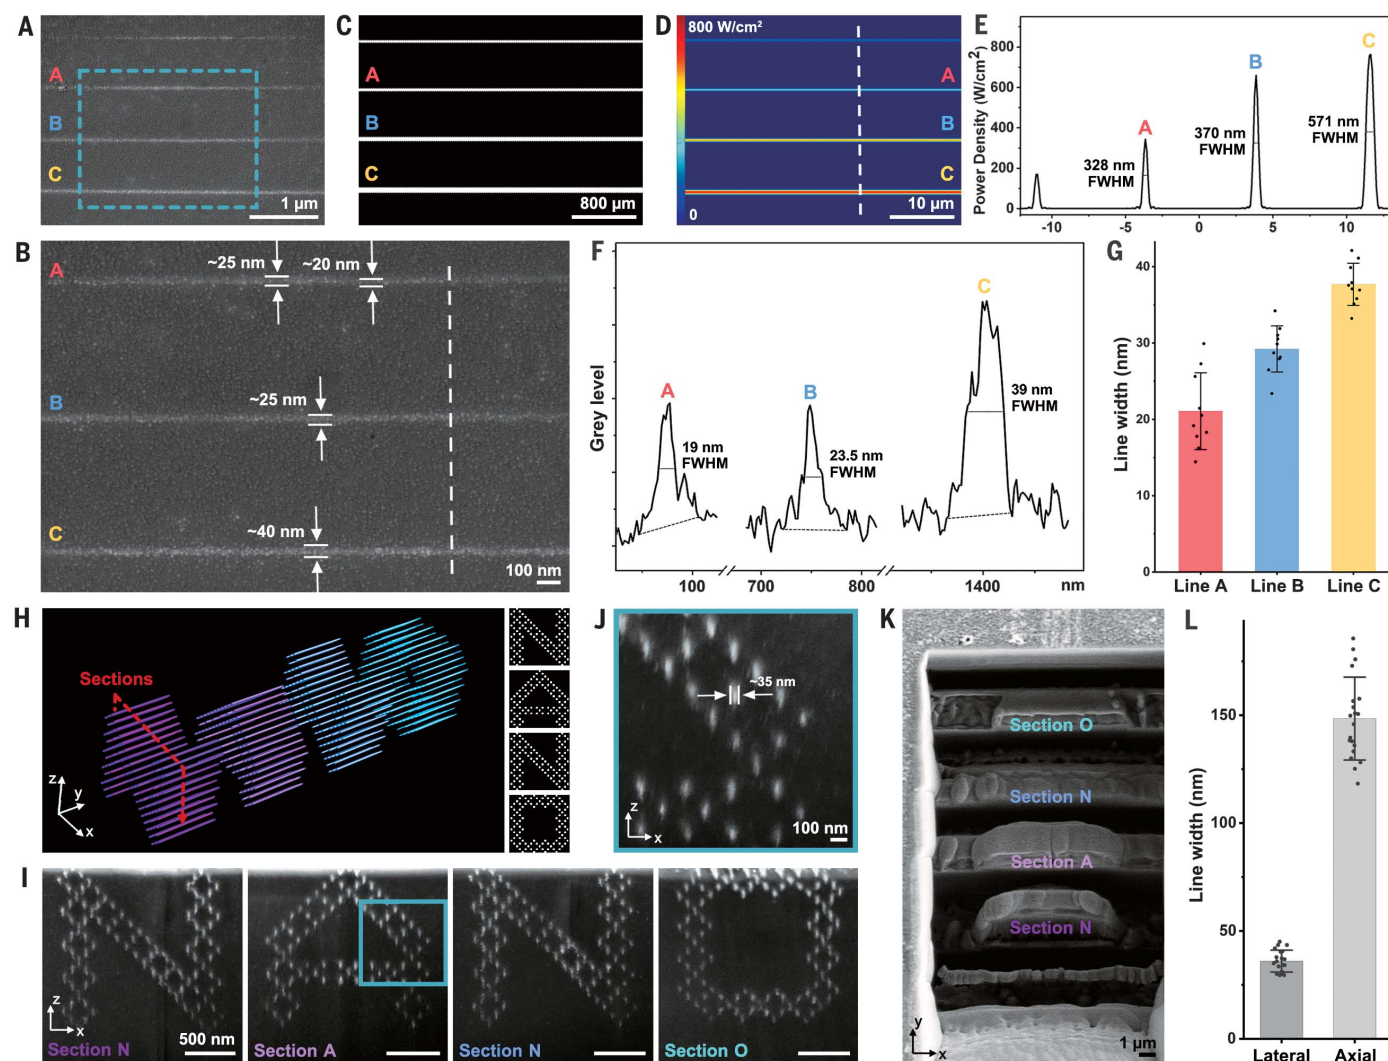 A
A
B
C
1 µm
C
A
B
C
800 µm
D
800 W/cm²
A
B
C
0
10 µm
E
Power Density (W/cm²)
800
600
400
200
0
A
B
C
328 nm
FWHM
370 nm
FWHM
571 nm
FWHM
-10
-5
0
5
10
B
A
B
C
~25 nm
~20 nm
~25 nm
~40 nm
100 nm
F
Grey level
A
B
C
19 nm
FWHM
23.5 nm
FWHM
39 nm
FWHM
100
700
800
1400
nm
G
Line width (nm)
40
30
20
10
0
Line A
Line B
Line C
H
Sections
z
y
x
J
~35 nm
z
x
100 nm
I
z
x
Section N
500 nm
Section A
Section N
Section O
K
Section O
Section N
Section A
Section N
y
x
1 µm
L
Line width (nm)
150
100
50
0
Lateral
Axial